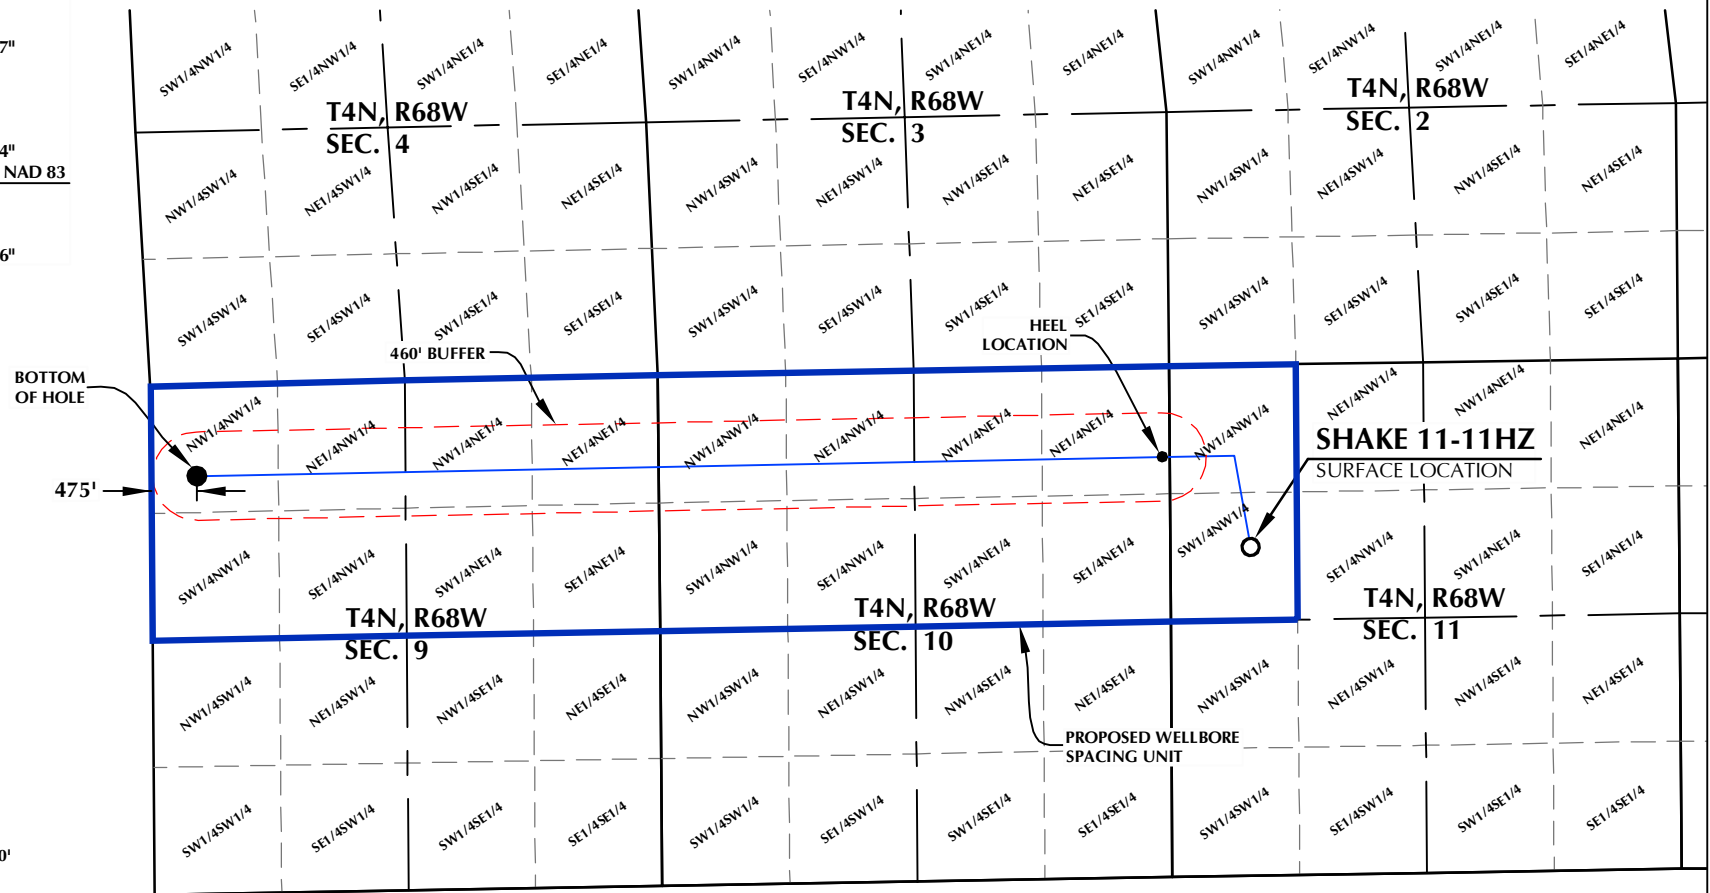 7"
4"
NAD 83
6"
0'
SW1/4NW1/4 SE1/4NW1/4 SW1/4NE1/4 SE1/4NE1/4 SW1/4NW1/4 SE1/4NW1/4 SW1/4NE1/4 SE1/4NE1/4 SW1/4NW1/4 SE1/4NW1/4 SW1/4NE1/4 SE1/4NE1/4
T4N, R68W
SEC. 4
T4N, R68W
SEC. 3
T4N, R68W
SEC. 2
NW1/4SW1/4 NE1/4SW1/4 NW1/4SE1/4 NE1/4SE1/4 NW1/4SW1/4 NE1/4SW1/4 NW1/4SE1/4 NE1/4SE1/4 NW1/4SW1/4 NE1/4SW1/4 NW1/4SE1/4 NE1/4SE1/4
SW1/4SW1/4 SE1/4SW1/4 SW1/4SE1/4 SE1/4SE1/4 SW1/4SW1/4 SE1/4SW1/4 SW1/4SE1/4 SE1/4SE1/4 SW1/4SW1/4 SE1/4SW1/4 SW1/4SE1/4 SE1/4SE1/4
460' BUFFER
HEEL
LOCATION
BOTTOM
OF HOLE
NW1/4NW1/4 NE1/4NW1/4 NW1/4NE1/4 NE1/4NE1/4 NW1/4NW1/4 NE1/4NW1/4 NW1/4NE1/4 NE1/4NE1/4 NW1/4NW1/4 NE1/4NW1/4 NW1/4NE1/4 NE1/4NE1/4
SHAKE 11-11HZ
SURFACE LOCATION
475'
SW1/4NW1/4 SE1/4NW1/4 SW1/4NE1/4 SE1/4NE1/4 SW1/4NW1/4 SE1/4NW1/4 SW1/4NE1/4 SE1/4NE1/4 SW1/4NW1/4 SE1/4NW1/4 SW1/4NE1/4 SE1/4NE1/4
T4N, R68W
SEC. 9
T4N, R68W
SEC. 10
T4N, R68W
SEC. 11
NW1/4SW1/4 NE1/4SW1/4 NW1/4SE1/4 NE1/4SE1/4 NW1/4SW1/4 NE1/4SW1/4 NW1/4SE1/4 NE1/4SE1/4 NW1/4SW1/4 NE1/4SW1/4 NW1/4SE1/4 NE1/4SE1/4
PROPOSED WELLBORE
SPACING UNIT
SW1/4SW1/4 SE1/4SW1/4 SW1/4SE1/4 SE1/4SE1/4 SW1/4SW1/4 SE1/4SW1/4 SW1/4SE1/4 SE1/4SE1/4 SW1/4SW1/4 SE1/4SW1/4 SW1/4SE1/4 SE1/4SE1/4